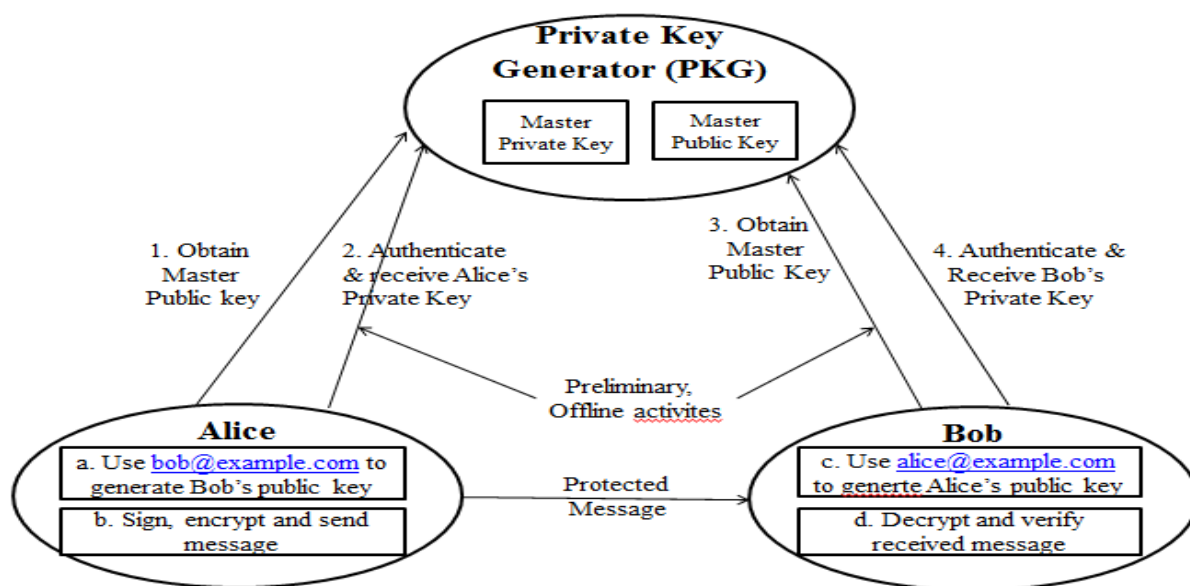 Private Key
Generator (PKG)
Master
Private Key
Master
Public Key
1. Obtain
Master
Public key
2. Authenticate
& receive Alice's
Private Key
3. Obtain
Master
Public Key
4. Authenticate &
Receive Bob's
Private Key
Preliminary,
Offline activites
Alice
a. Use bob@example.com to
generate Bob's public key
b. Sign, encrypt and send
message
Protected
Message
Bob
c. Use alice@example.com
to generte Alice's public key
d. Decrypt and verify
received message